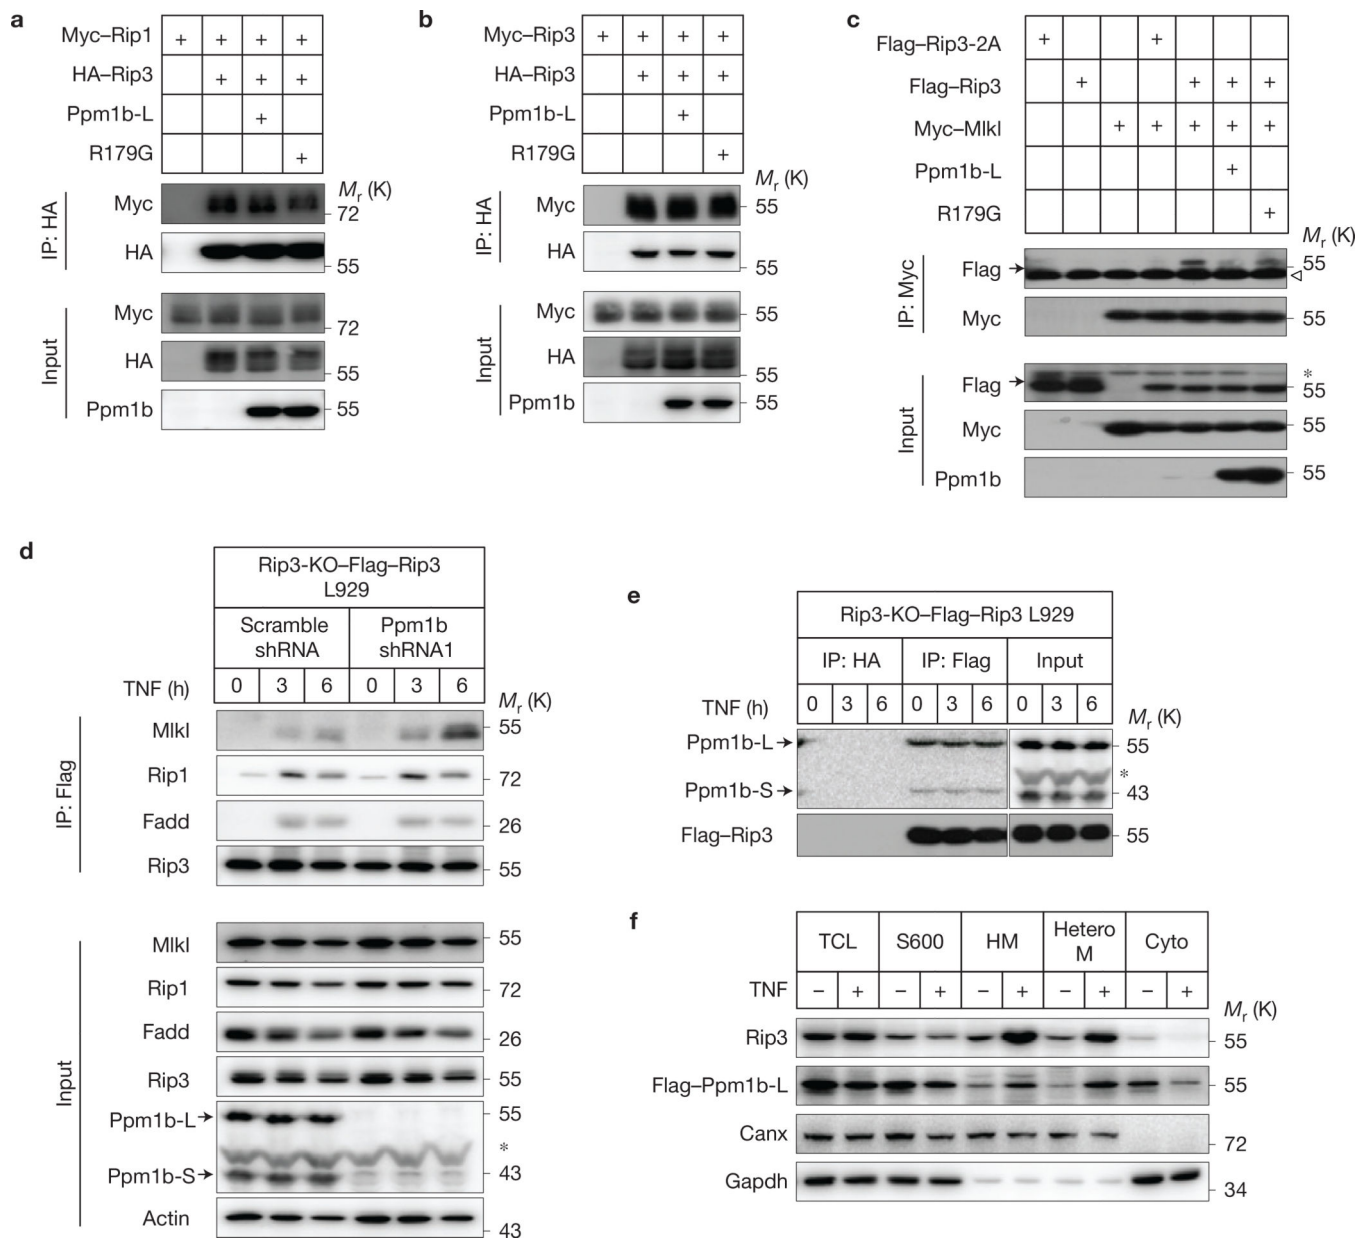 a
Myc–Rip1 + + + +
HA–Rip3 + + +
Ppm1b-L +
R179G +
Mr (K)
IP: HA
Myc 72
HA 55
Input
Myc 72
HA 55
Ppm1b 55
b
Myc–Rip3 + + + +
HA–Rip3 + + +
Ppm1b-L +
R179G +
Mr (K)
IP: HA
Myc 55
HA 55
Input
Myc 55
HA 55
Ppm1b 55
c
Flag–Rip3-2A + +
Flag–Rip3 + + + +
Myc–Mlkl + + + + +
Ppm1b-L +
R179G +
Mr (K)
IP: Myc
Flag 55
Myc 55
Input
Flag * 55
Myc 55
Ppm1b 55
d
Rip3-KO–Flag–Rip3
L929
Scramble
shRNA
Ppm1b
shRNA1
TNF (h) 0 3 6 0 3 6
Mr (K)
IP: Flag
Mlkl 55
Rip1 72
Fadd 26
Rip3 55
Input
Mlkl 55
Rip1 72
Fadd 26
Rip3 55
Ppm1b-L 55
*
Ppm1b-S 43
Actin 43
e
Rip3-KO–Flag–Rip3 L929
IP: HA IP: Flag Input
TNF (h) 0 3 6 0 3 6 0 3 6
Mr (K)
Ppm1b-L 55
*
Ppm1b-S 43
Flag–Rip3 55
f
TCL S600 HM Hetero M Cyto
TNF – + – + – + – + – +
Mr (K)
Rip3 55
Flag–Ppm1b-L 55
Canx 72
Gapdh 34